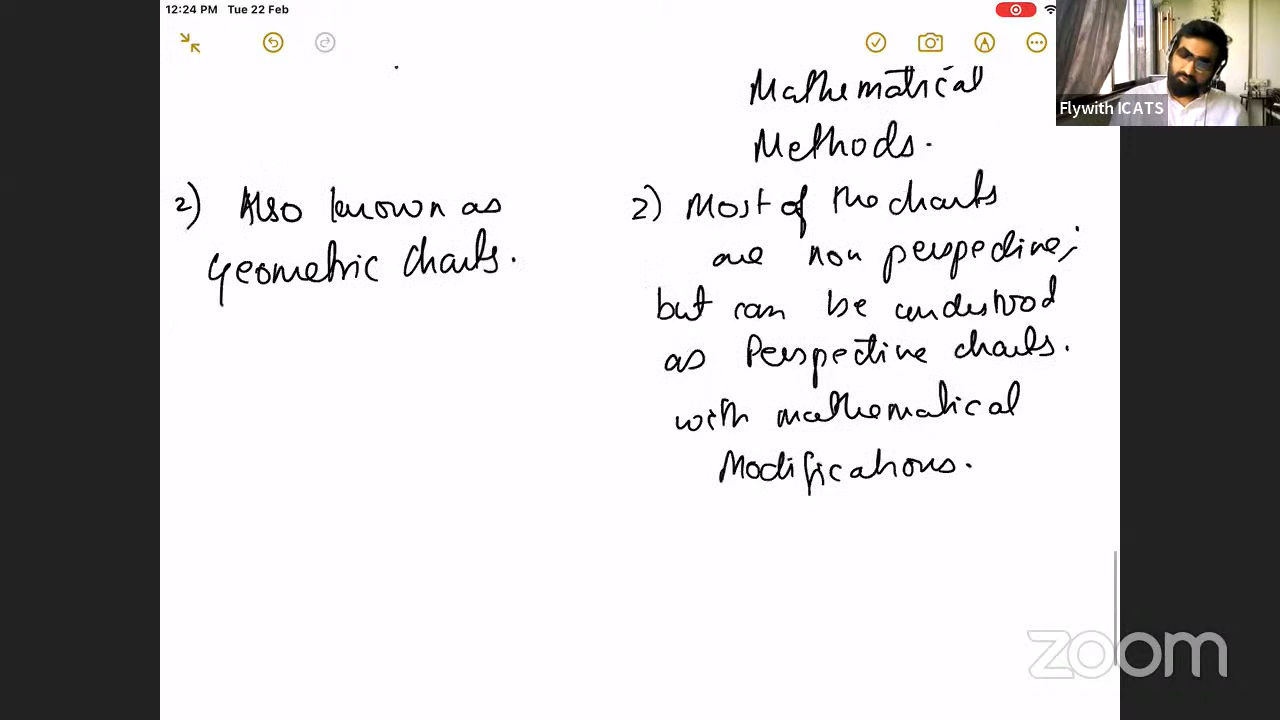 12:24 PM Tue 22 Feb
Flywith ICATS
Mathematical
Methods.
2) Also known as
Geometric charts.
2) Most of the charts
are non perspective;
but can be understood
as Perspective charts.
with mathematical
Modifications.
zoom